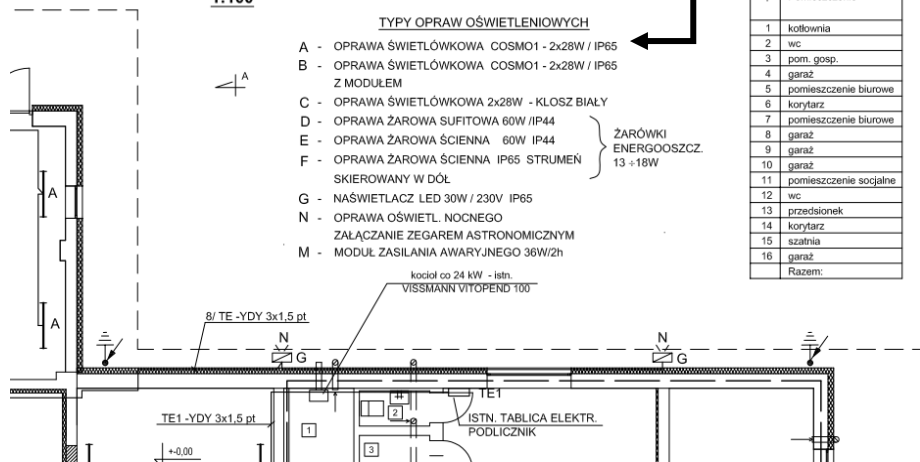 TYPY OPRAW OŚWIETLENIOWYCH
A - OPRAWA ŚWIETLÓWKOWA COSMO1 - 2x28W / IP65
B - OPRAWA ŚWIETLÓWKOWA COSMO1 - 2x28W / IP65
Z MODUŁEM
C - OPRAWA ŚWIETLÓWKOWA 2x28W - KLOSZ BIAŁY
D - OPRAWA ŻAROWA SUFITOWA 60W /IP44
E - OPRAWA ŻAROWA ŚCIENNA 60W IP44
F - OPRAWA ŻAROWA ŚCIENNA IP65 STRUMEŃ
SKIEROWANY W DÓŁ
ŻARÓWKI
ENERGOOSZCZ.
13 ÷18W
G - NAŚWIETLACZ LED 30W / 230V IP65
N - OPRAWA OŚWIETL. NOCNEGO
ZAŁĄCZANIE ZEGAREM ASTRONOMICZNYM
M - MODUŁ ZASILANIA AWARYJNEGO 36W/2h
1 kotłownia
2 wc
3 pom. gosp.
4 garaż
5 pomieszczenie biurowe
6 korytarz
7 pomieszczenie biurowe
8 garaż
9 garaż
10 garaż
11 pomieszczenie socjalne
12 wc
13 przedsionek
14 korytarz
15 szatnia
16 garaż
Razem:
A
A
A
kocioł co 24 kW - istn.
VISSMANN VITOPEND 100
8/ TE -YDY 3x1,5 pt
N
G
N
G
TE1
TE1 -YDY 3x1,5 pt
ISTN. TABLICA ELEKTR.
PODLICZNIK
1
2
3
+-0,00